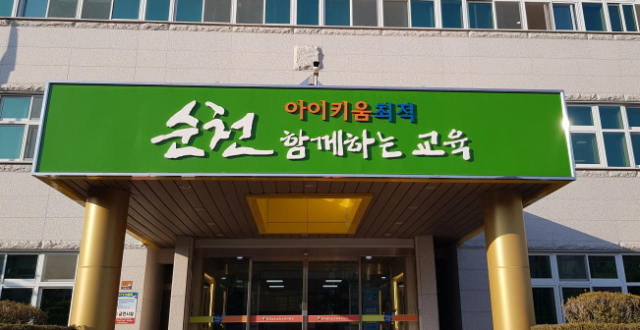 아이키움최적
순천 함께하는 교육